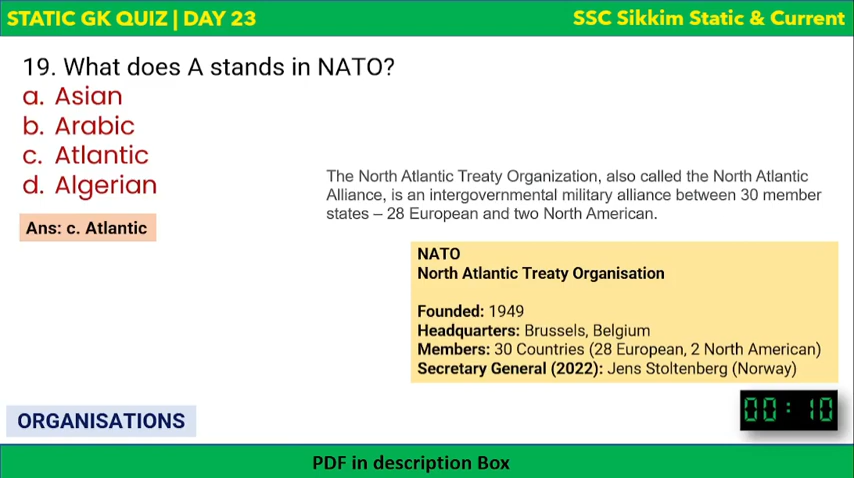 STATIC GK QUIZ | DAY 23
SSC Sikkim Static & Current
19. What does A stands in NATO?
a. Asian
b. Arabic
c. Atlantic
d. Algerian
Ans: c. Atlantic
The North Atlantic Treaty Organization, also called the North Atlantic
Alliance, is an intergovernmental military alliance between 30 member
states – 28 European and two North American.
NATO
North Atlantic Treaty Organisation
Founded: 1949
Headquarters: Brussels, Belgium
Members: 30 Countries (28 European, 2 North American)
Secretary General (2022): Jens Stoltenberg (Norway)
00:10
ORGANISATIONS
PDF in description Box